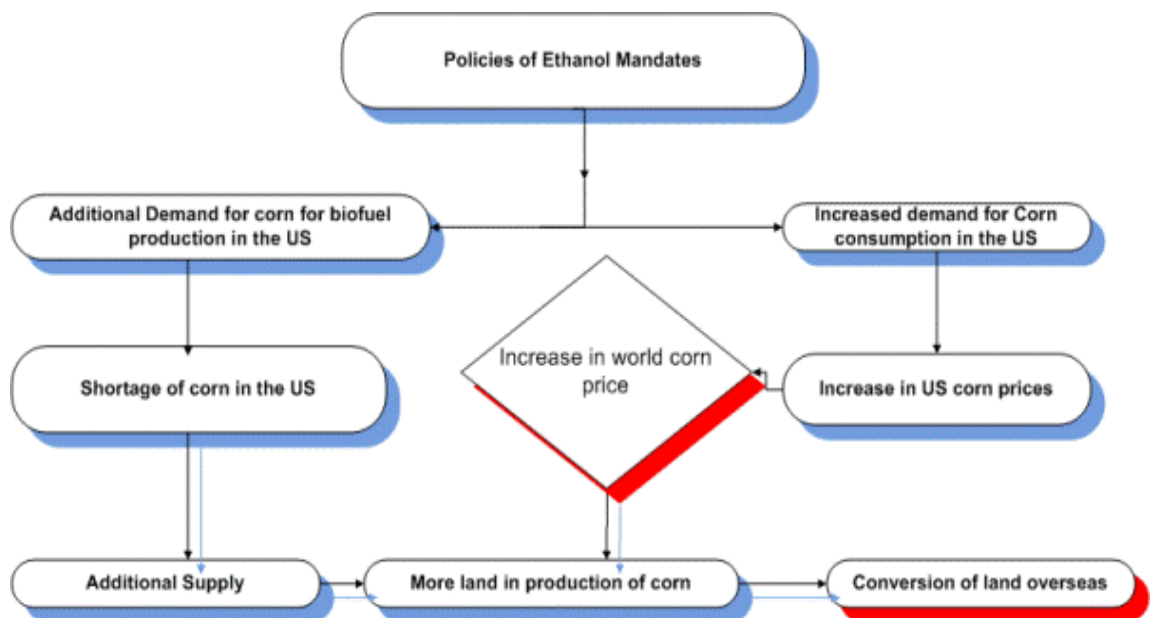 Policies of Ethanol Mandates
Additional Demand for corn for biofuel
production in the US
Increased demand for Corn
consumption in the US
Increase in world corn
price
Shortage of corn in the US
Increase in US corn prices
Additional Supply
More land in production of corn
Conversion of land overseas